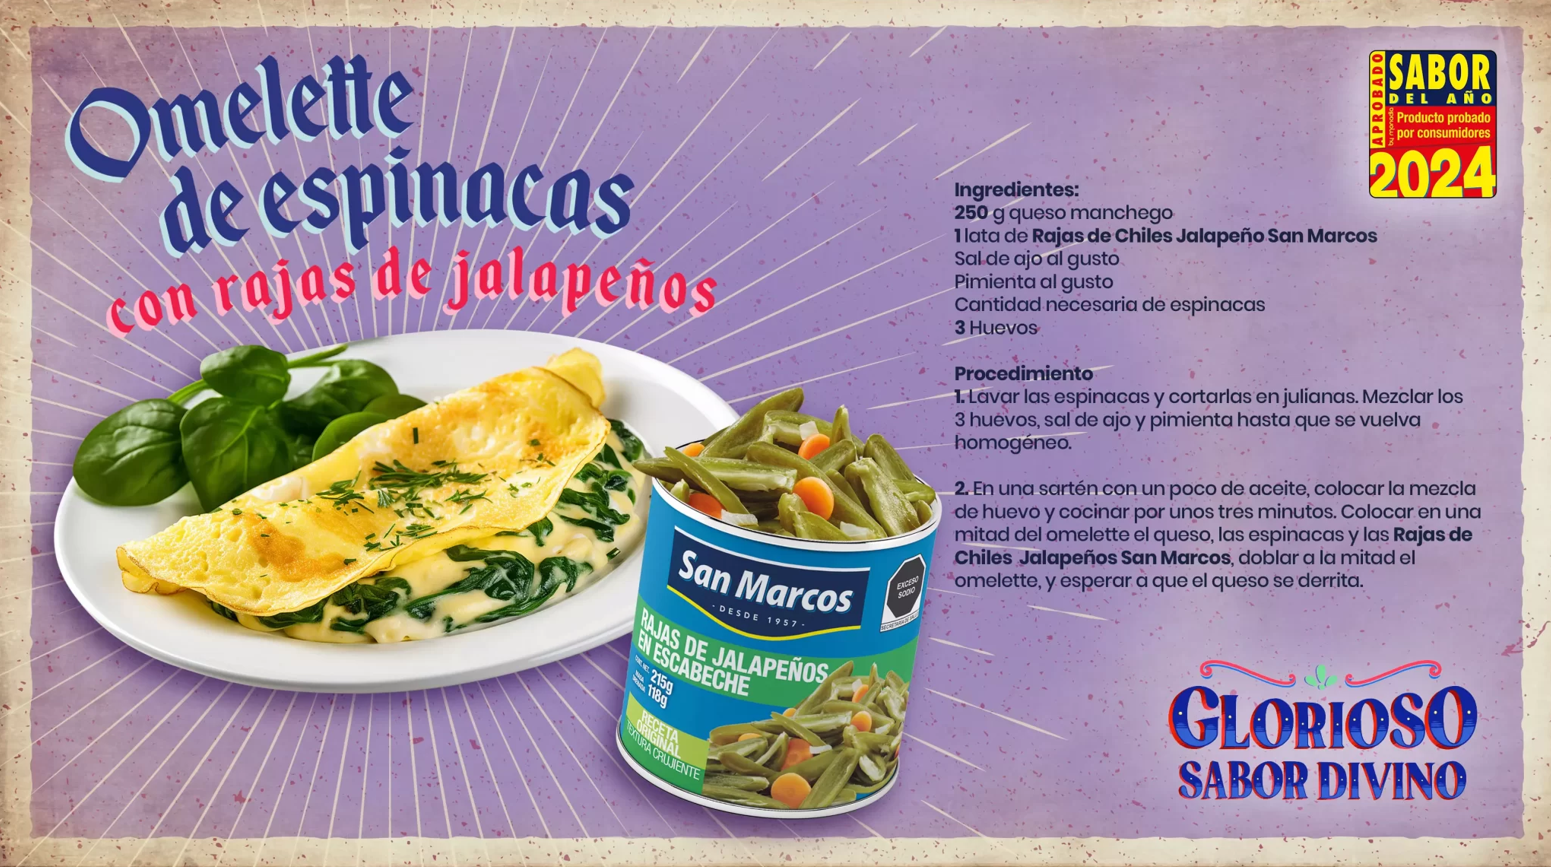 Omelette
de espinacas
con rajas de jalapeños
APROBADO
SABOR
DEL AÑO
Producto probado
por consumidores
2024
Ingredientes:
250 g queso manchego
1 lata de Rajas de Chiles Jalapeño San Marcos
Sal de ajo al gusto
Pimienta al gusto
Cantidad necesaria de espinacas
3 Huevos
Procedimiento
1. Lavar las espinacas y cortarlas en julianas. Mezclar los
3 huevos, sal de ajo y pimienta hasta que se vuelva
homogéneo.
2. En una sartén con un poco de aceite, colocar la mezcla
de huevo y cocinar por unos tres minutos. Colocar en una
mitad del omelette el queso, las espinacas y las Rajas de
Chiles Jalapeños San Marcos, doblar a la mitad el
omelette, y esperar a que el queso se derrita.
San Marcos
- DESDE 1957 -
EXCESO
SODIO
RAJAS DE JALAPEÑOS
EN ESCABECHE
215g
118g
RECETA
ORIGINAL
TEXTURA CRUJIENTE
GLORIOSO
SABOR DIVINO